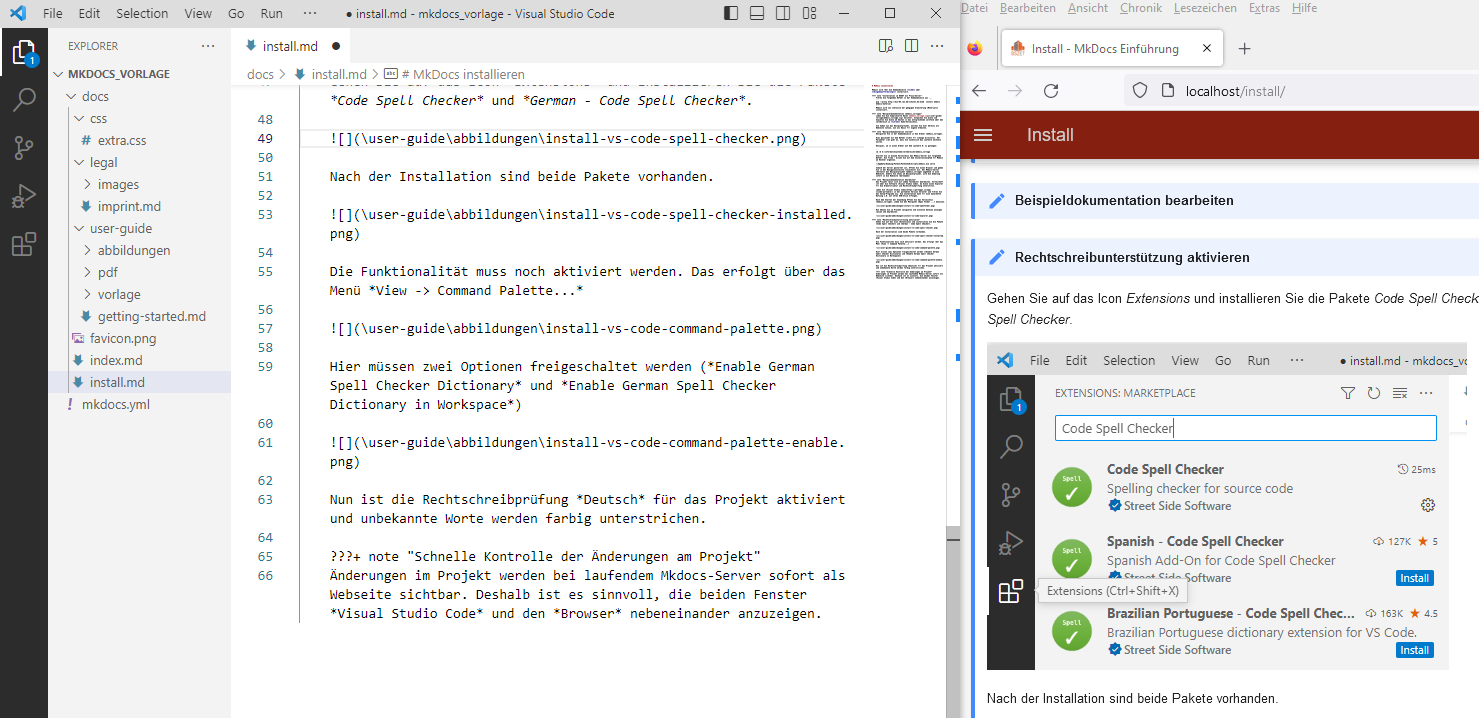 File Edit Selection View Go Run ··· ● install.md - mkdocs_vorlage - Visual Studio Code
EXPLORER ···
MKDOCS_VORLAGE
docs
css
# extra.css
legal
images
imprint.md
user-guide
abbildungen
pdf
vorlage
getting-started.md
favicon.png
index.md
install.md
! mkdocs.yml
1
install.md ●
docs > install.md > # MkDocs installieren
*Code Spell Checker* und *German - Code Spell Checker*.
48
49 ![](\user-guide\abbildungen\install-vs-code-spell-checker.png)
50
51 Nach der Installation sind beide Pakete vorhanden.
52
53 ![](\user-guide\abbildungen\install-vs-code-spell-checker-installed.
png)
54
55 Die Funktionalität muss noch aktiviert werden. Das erfolgt über das
Menü *View -> Command Palette...*
56
57 ![](\user-guide\abbildungen\install-vs-code-command-palette.png)
58
59 Hier müssen zwei Optionen freigeschaltet werden (*Enable German
Spell Checker Dictionary* und *Enable German Spell Checker
Dictionary in Workspace*)
60
61 ![](\user-guide\abbildungen\install-vs-code-command-palette-enable.
png)
62
63 Nun ist die Rechtschreibprüfung *Deutsch* für das Projekt aktiviert
und unbekannte Worte werden farbig unterstrichen.
64
65 ???+ note "Schnelle Kontrolle der Änderungen am Projekt"
66 Änderungen im Projekt werden bei laufendem Mkdocs-Server sofort als
Webseite sichtbar. Deshalb ist es sinnvoll, die beiden Fenster
*Visual Studio Code* und den *Browser* nebeneinander anzuzeigen.
Datei Bearbeiten Ansicht Chronik Lesezeichen Extras Hilfe
Install - MkDocs Einführung
localhost/install/
Install
Beispieldokumentation bearbeiten
Rechtschreibunterstützung aktivieren
Gehen Sie auf das Icon Extensions und installieren Sie die Pakete Code Spell Check
Spell Checker.
File Edit Selection View Go Run ··· ● install.md - mkdocs_vo
EXTENSIONS: MARKETPLACE ···
1
Code Spell Checker
Code Spell Checker 25ms
Spelling checker for source code
Street Side Software
Spell
Spanish - Code Spell Checker 127K ★ 5
Spanish Add-On for Code Spell Checker
Street Side Software Install
Spell
Extensions (Ctrl+Shift+X)
Brazilian Portuguese - Code Spell Chec... 163K ★ 4.5
Brazilian Portuguese dictionary extension for VS Code.
Street Side Software Install
Spell
Nach der Installation sind beide Pakete vorhanden.